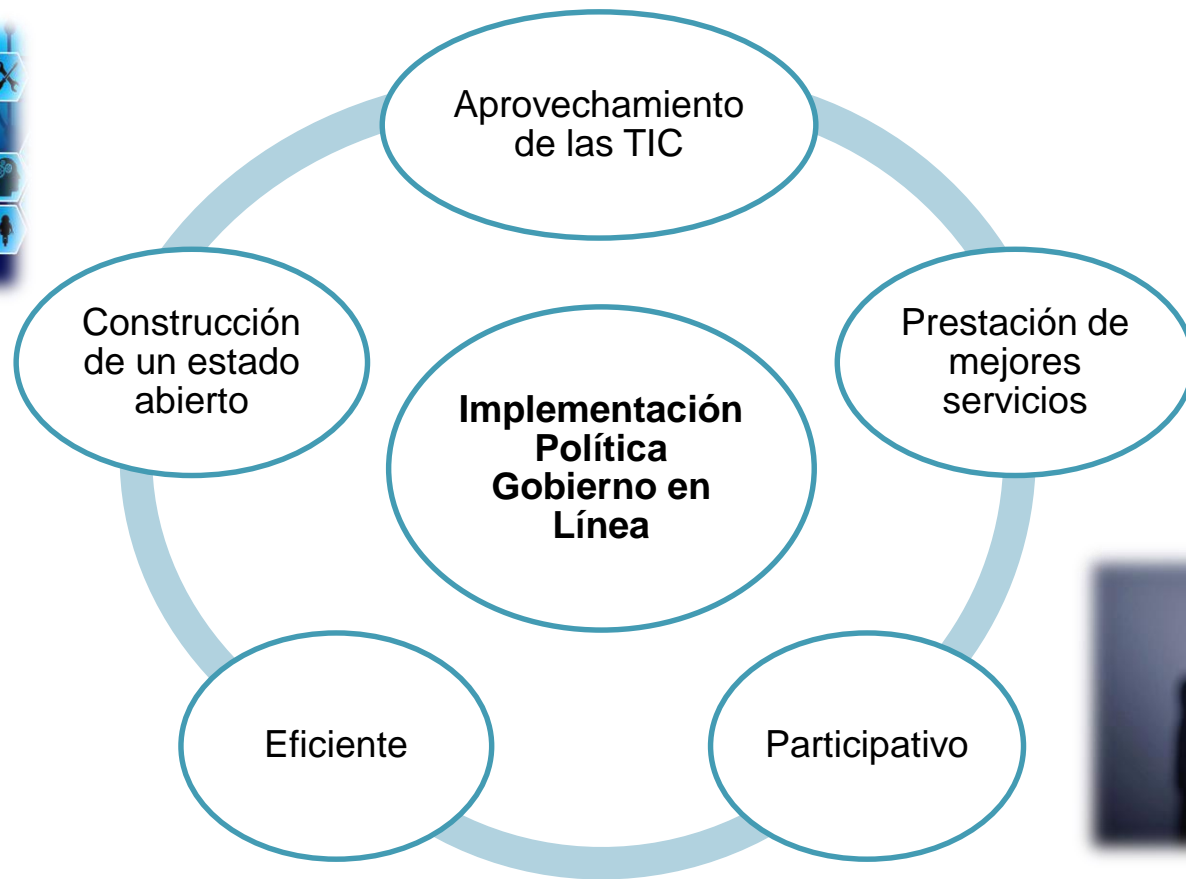 Aprovechamiento
de las TIC
Construcción
de un estado
abierto
Prestación de
mejores
servicios
Implementación
Política
Gobierno en
Línea
Eficiente
Participativo